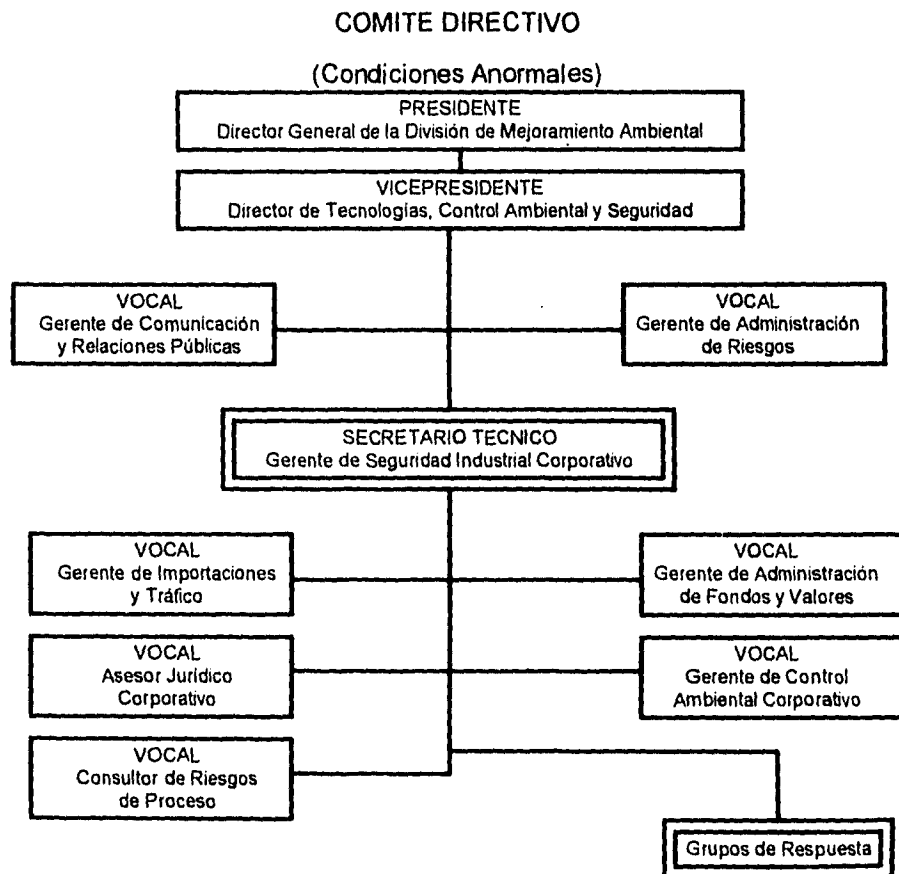 COMITE DIRECTIVO
(Condiciones Anormales)
PRESIDENTE
Director General de la División de Mejoramiento Ambiental
VICEPRESIDENTE
Director de Tecnologías, Control Ambiental y Seguridad
VOCAL
Gerente de Comunicación
y Relaciones Públicas
VOCAL
Gerente de Administración
de Riesgos
SECRETARIO TECNICO
Gerente de Seguridad Industrial Corporativo
VOCAL
Gerente de Importaciones
y Tráfico
VOCAL
Gerente de Administración
de Fondos y Valores
VOCAL
Asesor Jurídico
Corporativo
VOCAL
Gerente de Control
Ambiental Corporativo
VOCAL
Consultor de Riesgos
de Proceso
Grupos de Respuesta